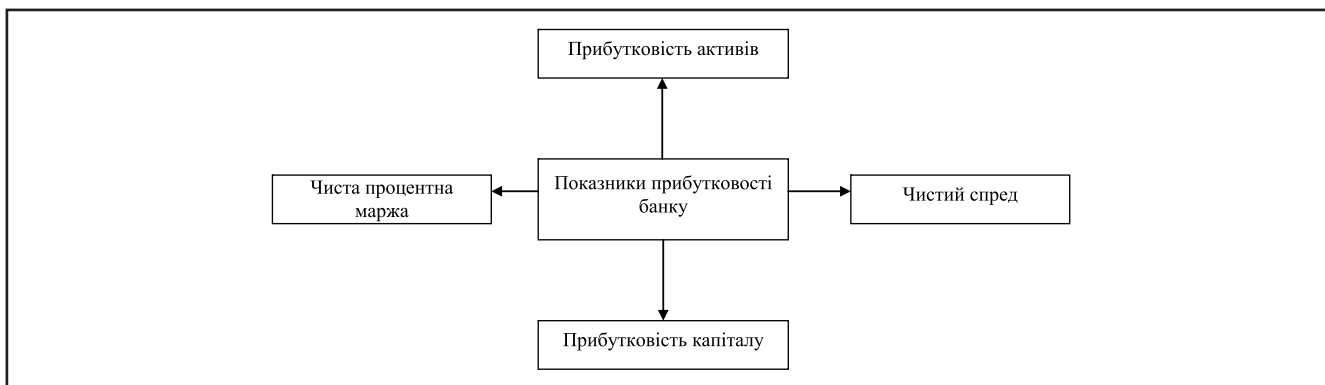 Прибутковість активів
Чиста процентна
маржа
Показники прибутковості
банку
Чистий спред
Прибутковість капіталу